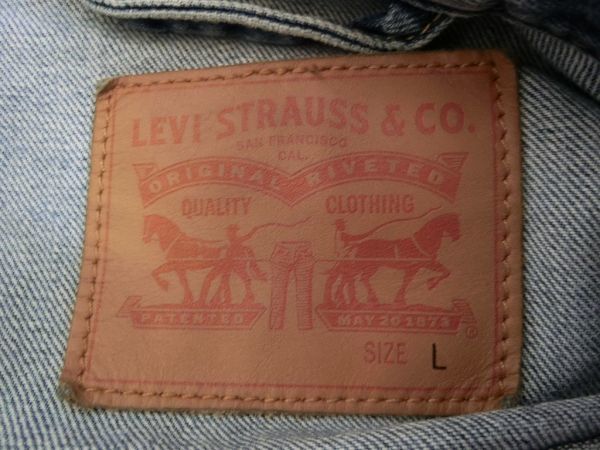 LEVI STRAUSS & CO.
SAN FRANCISCO
CAL.
ORIGINAL RIVETED
QUALITY CLOTHING
PATENTED MAY 20 1873
®
SIZE L